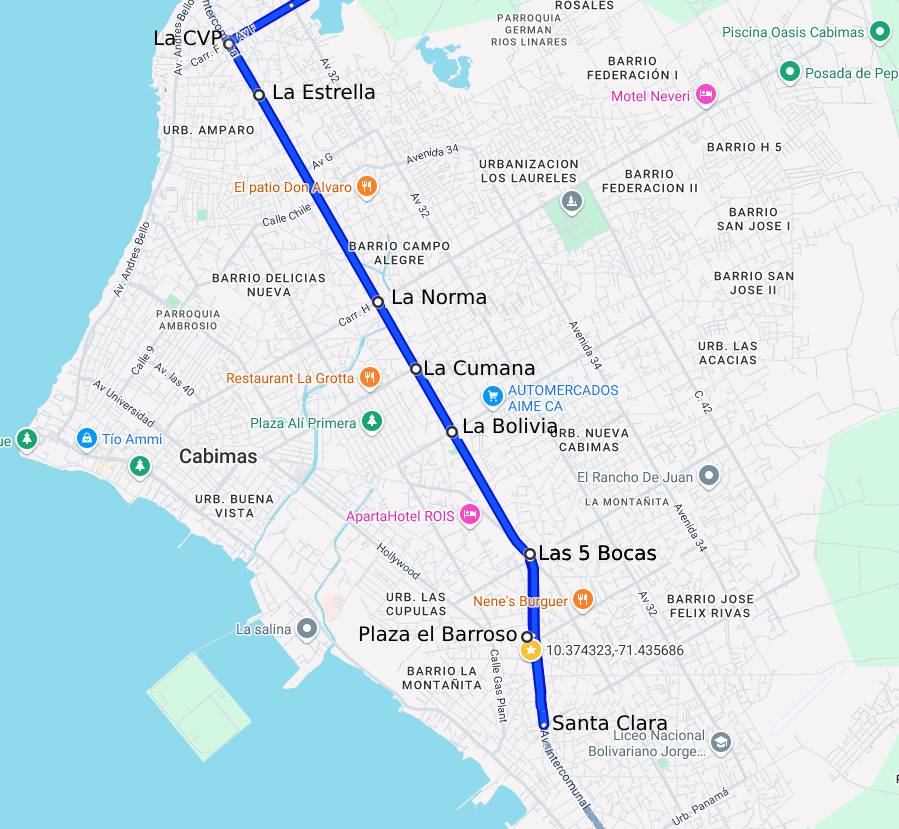 ROSALES
PARROQUIA
GERMAN
RIOS LINARES
Piscina Oasis Cabimas
La CVP
Av. Andres Bello
Carr.
Av 32
BARRIO
FEDERACIÓN I
Posada de Pep
Motel Neveri
La Estrella
URB. AMPARO
Av G
Avenida 34
BARRIO H 5
URBANIZACION
LOS LAURELES
BARRIO
FEDERACION II
El patio Don Alvaro
Av 32
Calle Chile
BARRIO
SAN JOSE I
Av. Andres Bello
BARRIO CAMPO
ALEGRE
BARRIO DELICIAS
NUEVA
BARRIO SAN
JOSE II
La Norma
PARROQUIA
AMBROSIO
Carr. H
Avenida 34
URB. LAS
ACACIAS
Calle 9
La Cumana
Av. las 40
Restaurant La Grotta
AUTOMERCADOS
AIME CA
Av Universidad
C. 42
Plaza Alí Primera
La Bolivia
URB. NUEVA
CABIMAS
ue
Tío Ammi
Cabimas
El Rancho De Juan
URB. BUENA
VISTA
LA MONTAÑITA
ApartaHotel ROIS
Avenida 34
Hollywood
Las 5 Bocas
URB. LAS
CUPULAS
Nene's Burguer
Av 32
BARRIO JOSE
FELIX RIVAS
La salina
Plaza el Barroso
10.374323,-71.435686
Calle Gas Plant
BARRIO LA
MONTAÑITA
Santa Clara
Liceo Nacional
Bolivariano Jorge...
Av. Intercomunal
Urb. Panamá